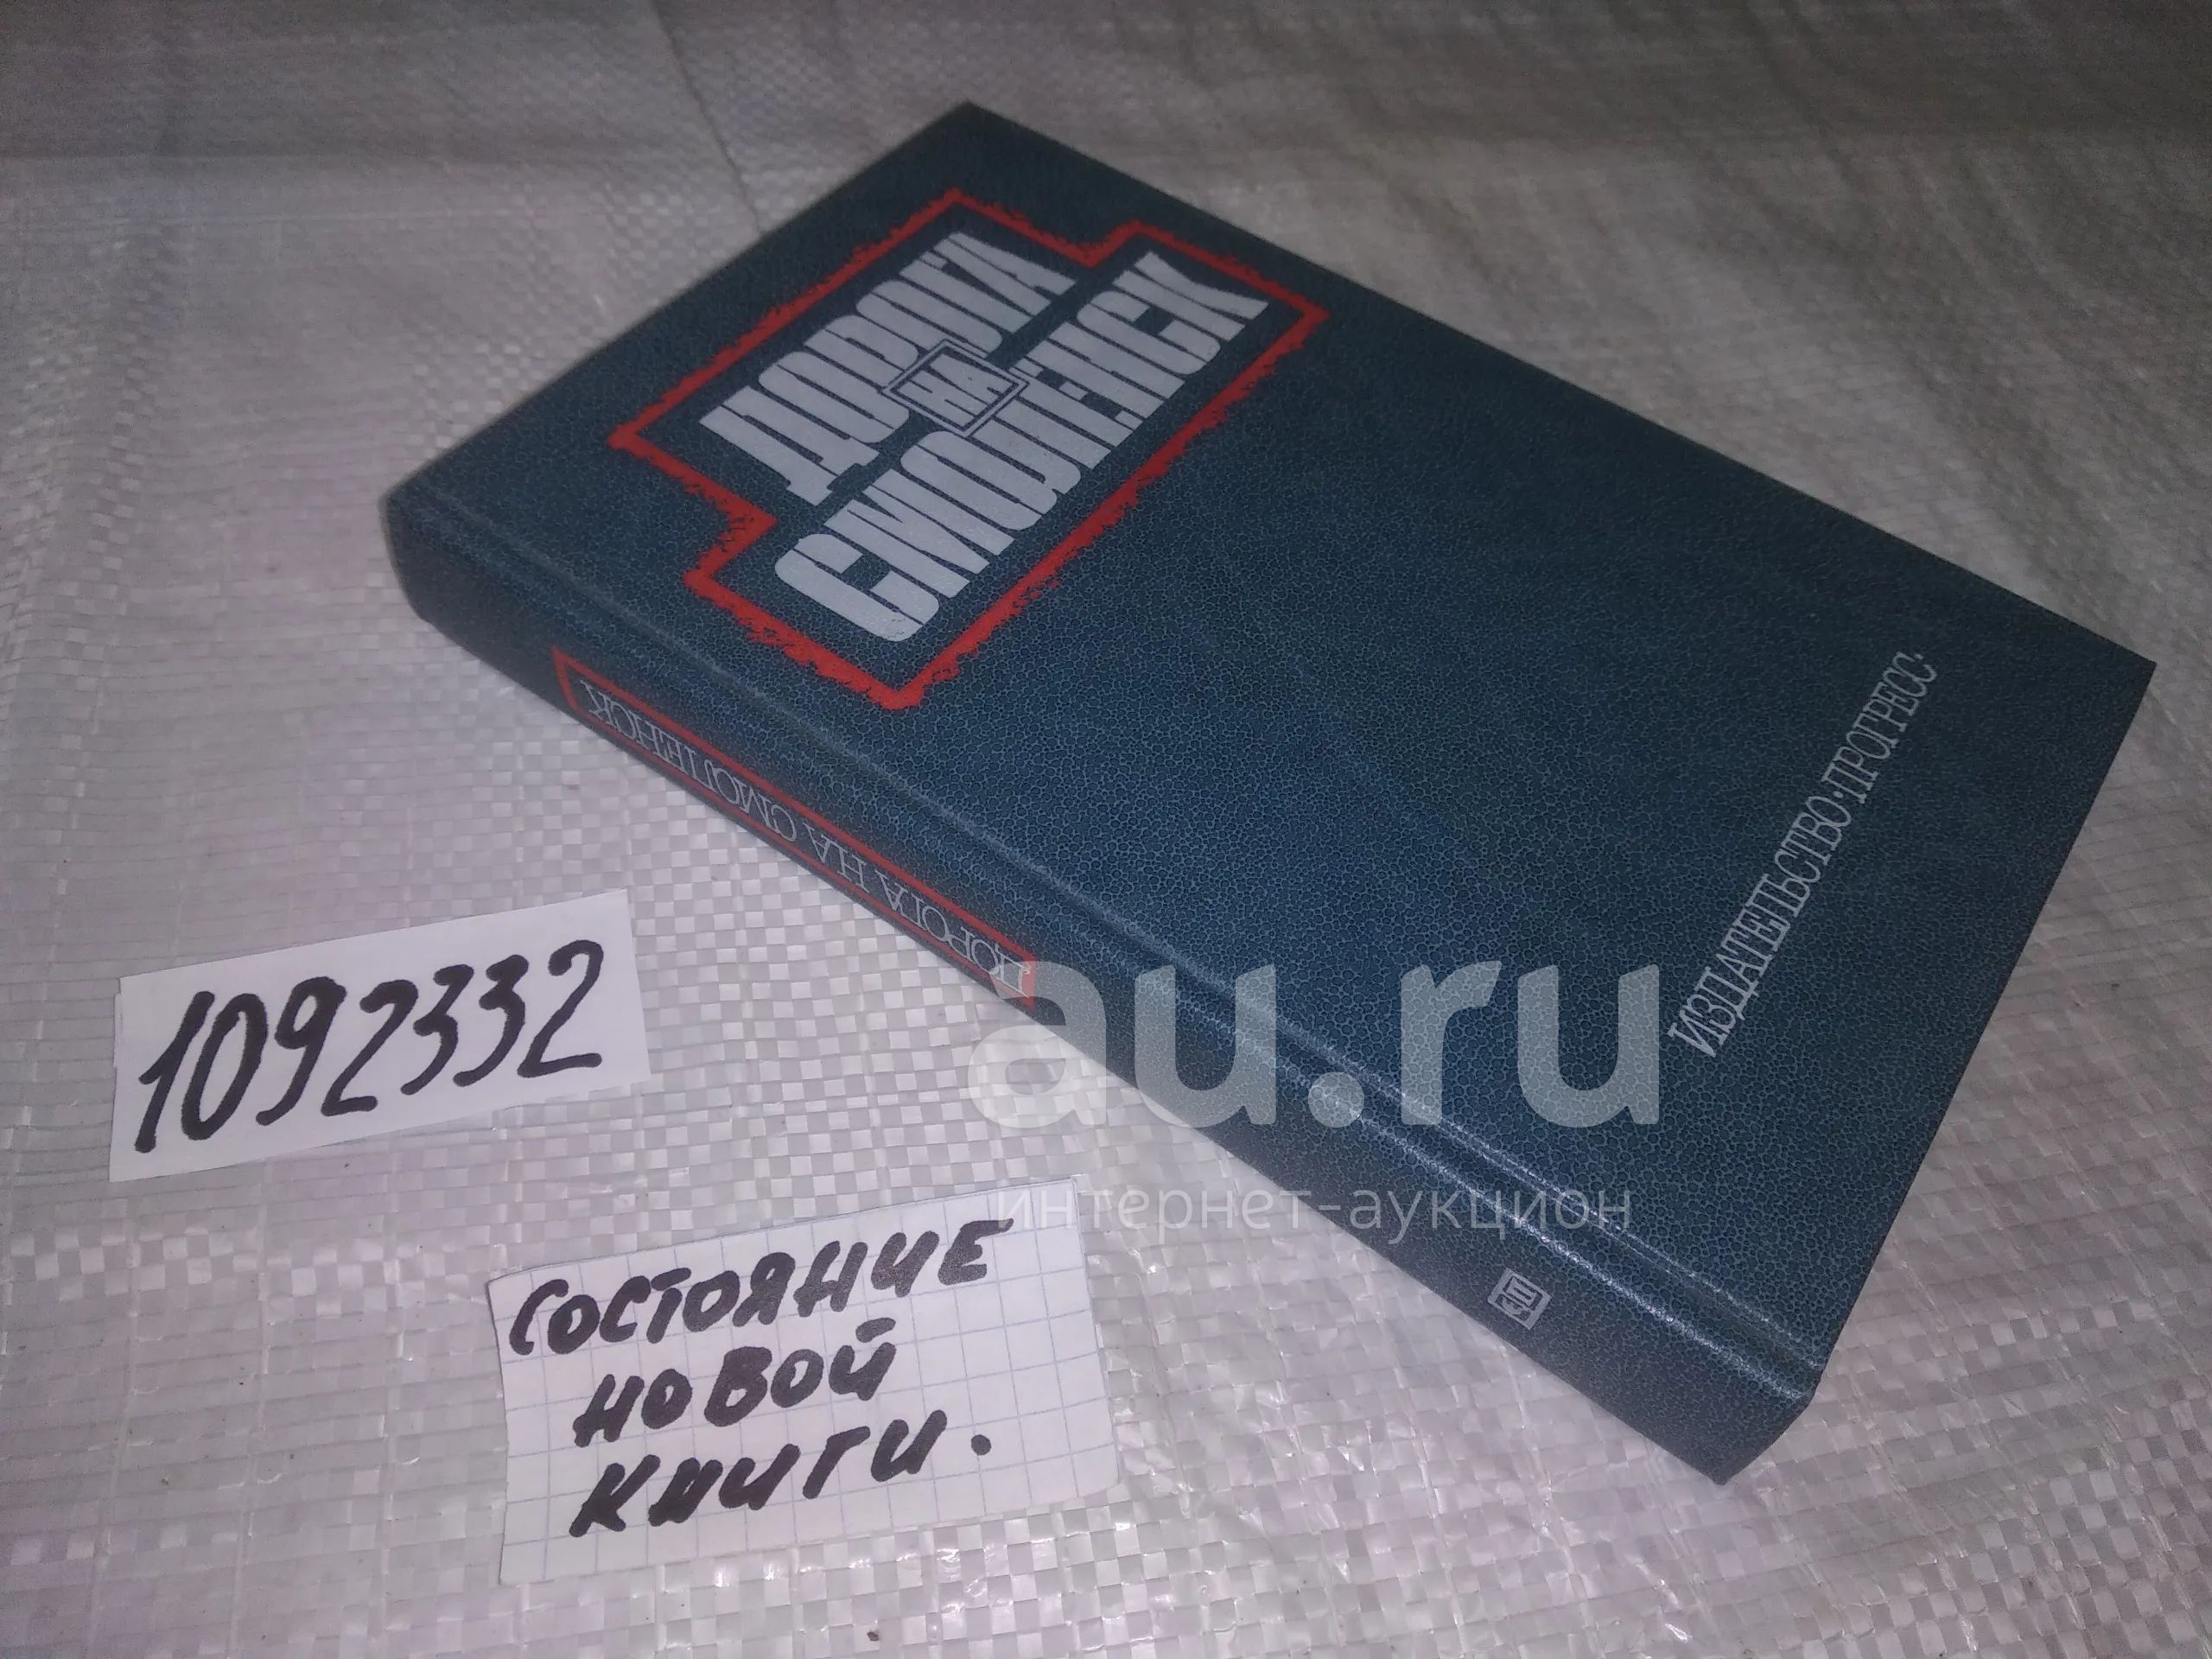 ДОРОГА
НА
СМОЛЕНСК
ИЗДАТЕЛЬСТВО·ПРОГРЕСС·
ДОРОГА НА СМОЛЕНСК
1092332
СОСТОЯНИЕ
НОВОЙ
КНИГИ.
au.ru
интернет-аукцион